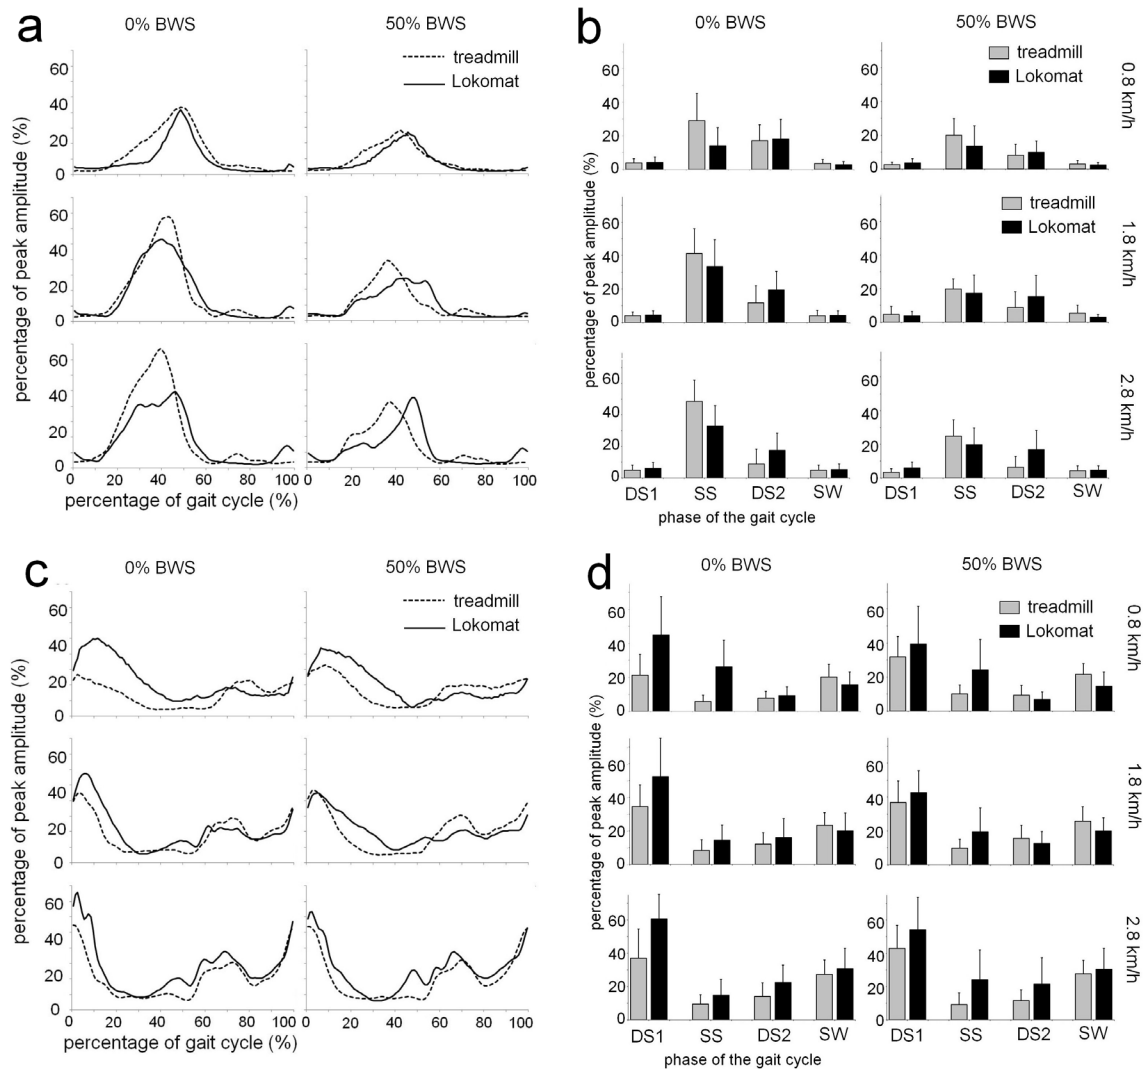 a
0% BWS
50% BWS
treadmill
Lokomat
percentage of peak amplitude (%)
60
40
20
0
60
40
20
0
60
40
20
0
0 20 40 60 80 100
0 20 40 60 80 100
percentage of gait cycle (%)
b
0% BWS
50% BWS
treadmill
Lokomat
treadmill
Lokomat
percentage of peak amplitude (%)
60
40
20
0
60
40
20
0
60
40
20
0
60
40
20
0
60
40
20
0
60
40
20
0
0.8 km/h
1.8 km/h
2.8 km/h
DS1 SS DS2 SW
DS1 SS DS2 SW
phase of the gait cycle
c
0% BWS
50% BWS
treadmill
Lokomat
percentage of peak amplitude (%)
60
40
20
0
60
40
20
0
60
40
20
0
0 20 40 60 80 100
0 20 40 60 80 100
percentage of gait cycle (%)
d
0% BWS
50% BWS
treadmill
Lokomat
percentage of peak amplitude (%)
60
40
20
0
60
40
20
0
60
40
20
0
60
40
20
0
60
40
20
0
60
40
20
0
0.8 km/h
1.8 km/h
2.8 km/h
DS1 SS DS2 SW
DS1 SS DS2 SW
phase of the gait cycle